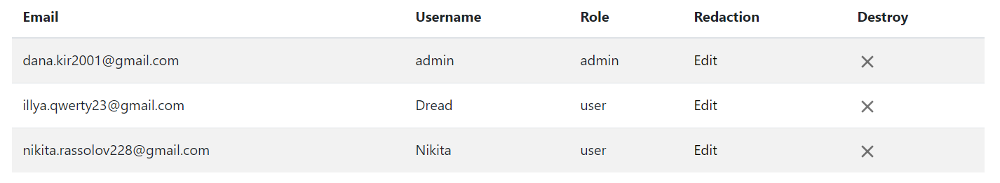 Email Username Role Redaction Destroy
dana.kir2001@gmail.com admin admin Edit
illya.qwerty23@gmail.com Dread user Edit
nikita.rassolov228@gmail.com Nikita user Edit